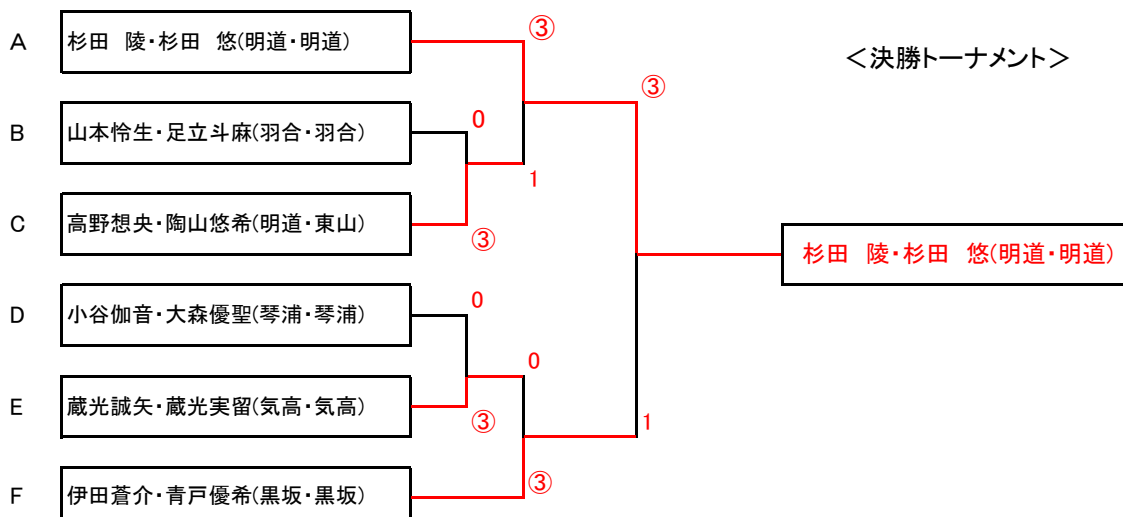 A 杉田　陵・杉田　悠(明道・明道)
③
＜決勝トーナメント＞
③
B 山本怜生・足立斗麻(羽合・羽合)
0
1
C 高野想央・陶山悠希(明道・東山)
③
杉田　陵・杉田　悠(明道・明道)
D 小谷伽音・大森優聖(琴浦・琴浦)
0
0
E 蔵光誠矢・蔵光実留(気高・気高)
③
1
F 伊田蒼介・青戸優希(黒坂・黒坂)
③